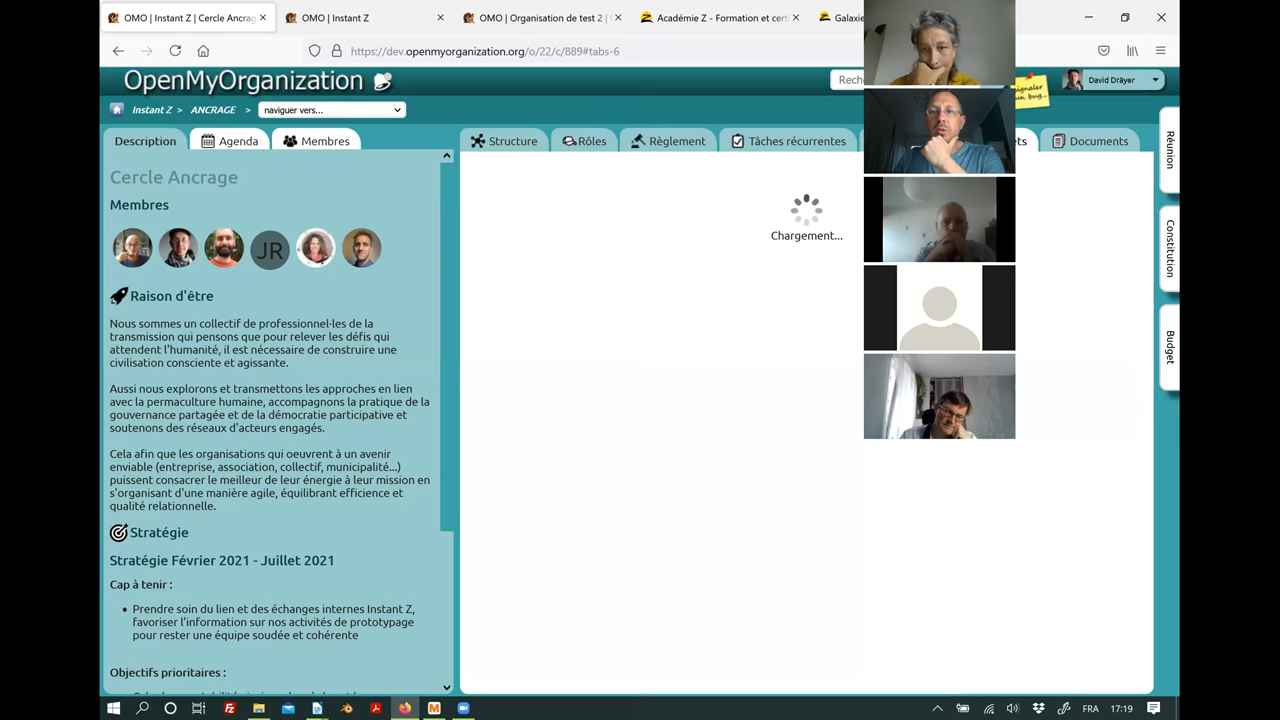 OMO | Instant Z | Cercle Ancrag
OMO | Instant Z
OMO | Organisation de test 2 |
Académie Z - Formation et cert
Galaxie
https://dev.openmyorganization.org/o/22/c/889#tabs-6
OpenMyOrganization
Reche
ignaler
un bug...
David Dräyer
Instant Z > ANCRAGE
naviguer vers...
Description
Agenda
Membres
Structure
Rôles
Règlement
Tâches récurrentes
ets
Documents
Réunion
Constitution
Budget
Cercle Ancrage
Membres
JR
Chargement...
Raison d'être
Nous sommes un collectif de professionnel·les de la
transmission qui pensons que pour relever les défis qui
attendent l'humanité, il est nécessaire de construire une
civilisation consciente et agissante.
Aussi nous explorons et transmettons les approches en lien
avec la permaculture humaine, accompagnons la pratique de la
gouvernance partagée et de la démocratie participative et
soutenons des réseaux d'acteurs engagés.
Cela afin que les organisations qui oeuvrent à un avenir
enviable (entreprise, association, collectif, municipalité...)
puissent consacrer le meilleur de leur énergie à leur mission en
s'organisant d'une manière agile, équilibrant efficience et
qualité relationnelle.
Stratégie
Stratégie Février 2021 - Juillet 2021
Cap à tenir :
Prendre soin du lien et des échanges internes Instant Z,
favoriser l'information sur nos activités de prototypage
pour rester une équipe soudée et cohérente
Objectifs prioritaires :
FRA
17:19